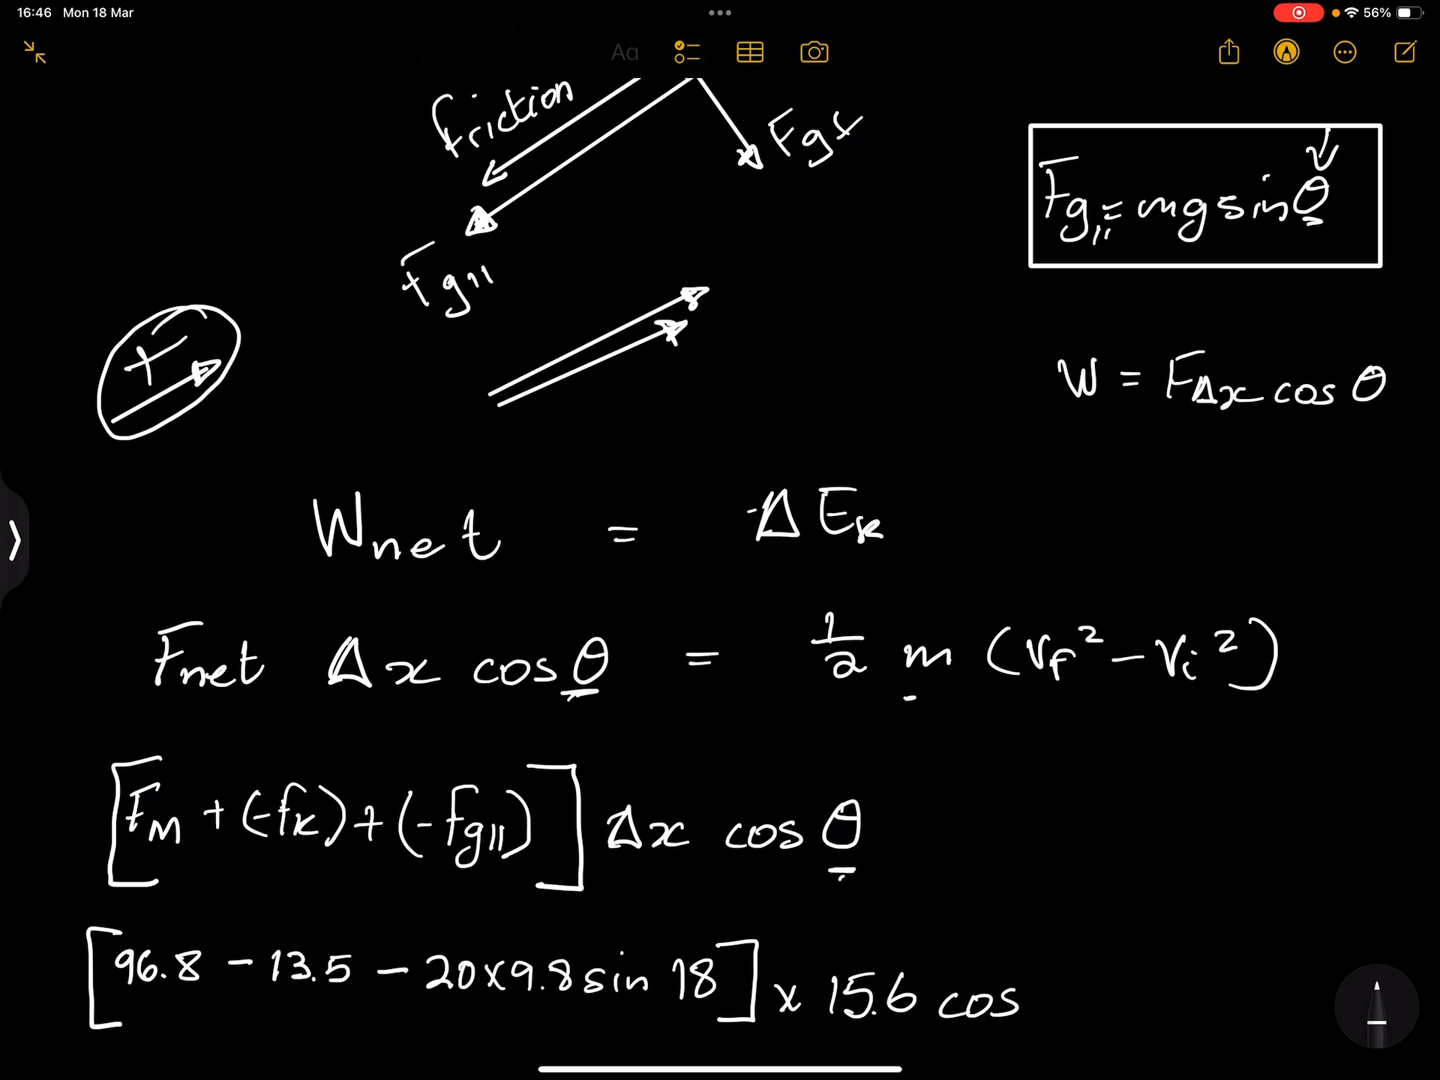 16:46 Mon 18 Mar
56%
Aa
friction
Fg⊥
Fg∥ = mg sin θ
Fg∥
+
W = FΔx cos θ
Wnet = ΔEk
Fnet Δx cos θ = 1/2 m (vf² − vi²)
[FM + (−fk) + (−Fg∥)] Δx cos θ
[96.8 − 13.5 − 20×9.8 sin 18] × 15.6 cos